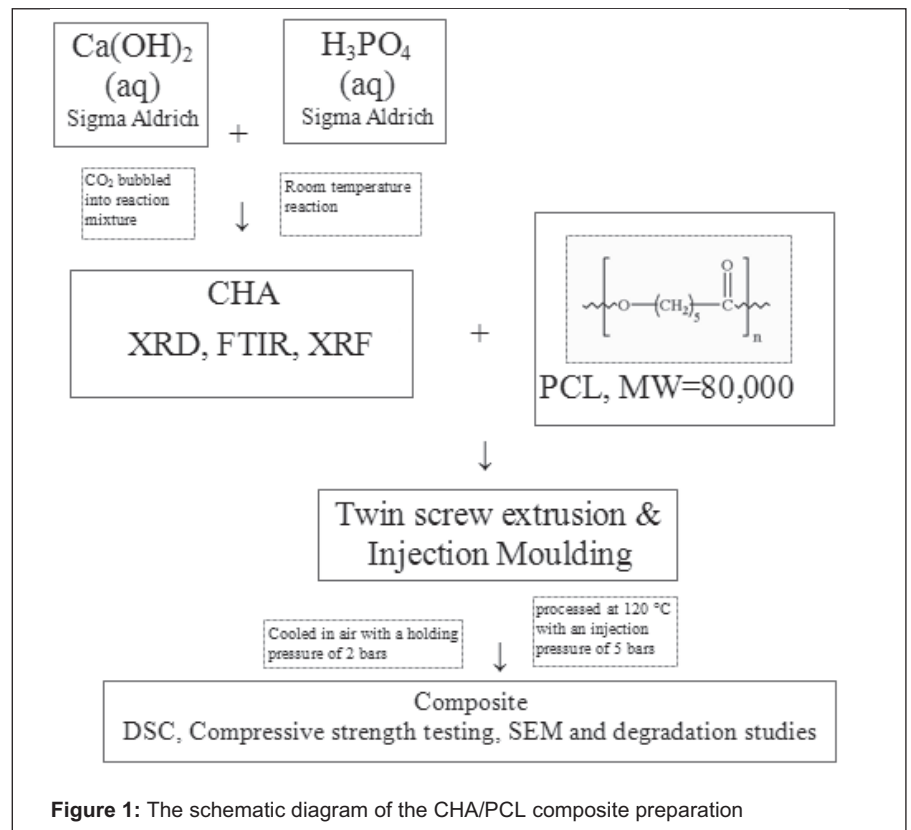 Ca(OH)₂
(aq)
Sigma Aldrich
+
H₃PO₄
(aq)
Sigma Aldrich
CO₂ bubbled
into reaction
mixture
↓
Room temperature
reaction
CHA
XRD, FTIR, XRF
+
O
O—(CH₂)₅—C
n
PCL, MW=80,000
↓
Twin screw extrusion &
Injection Moulding
Cooled in air with a holding
pressure of 2 bars
↓
processed at 120 °C
with an injection
pressure of 5 bars
Composite
DSC, Compressive strength testing, SEM and degradation studies
Figure 1: The schematic diagram of the CHA/PCL composite preparation